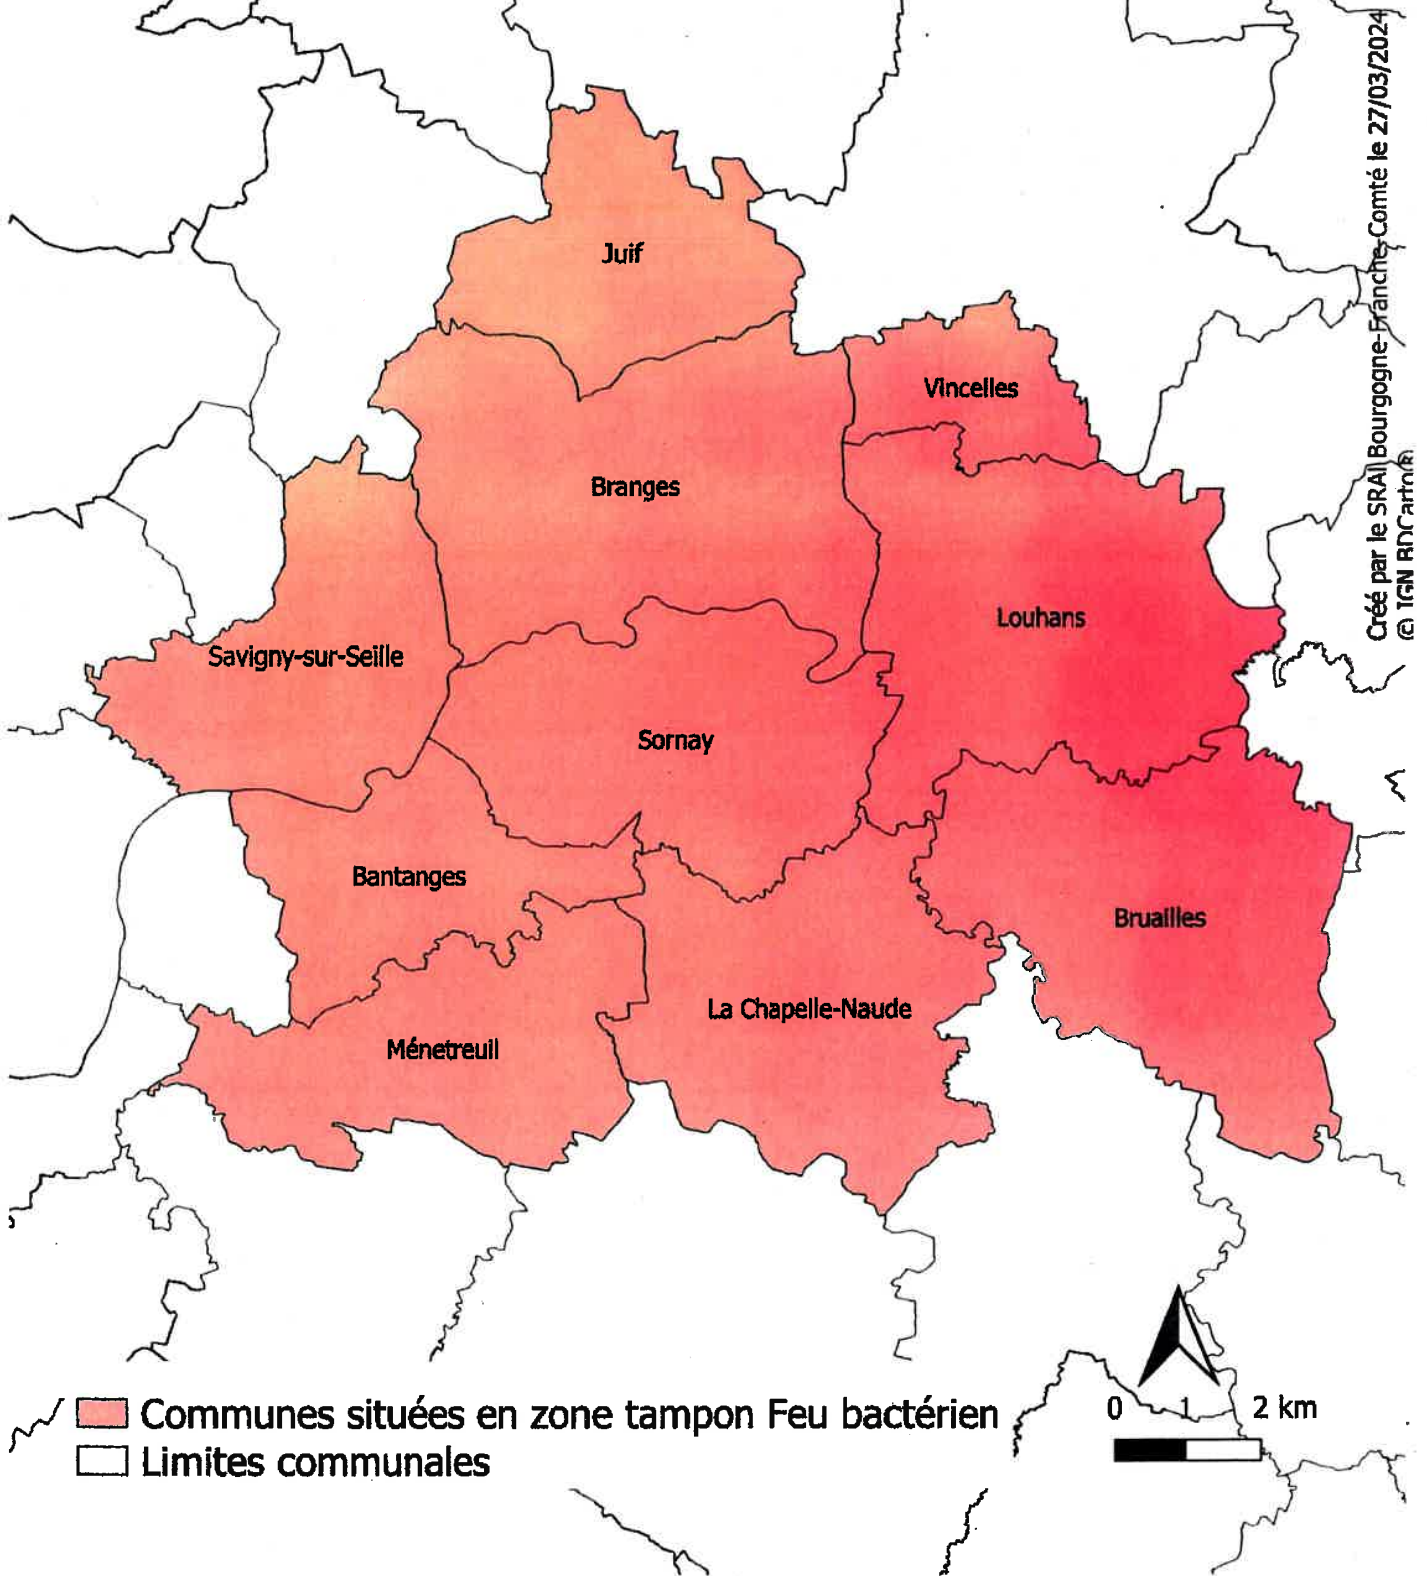 Juif
Vincelles
Branges
Louhans
Savigny-sur-Seille
Sornay
Bantanges
Bruailles
La Chapelle-Naude
Ménetreuil
Communes situées en zone tampon Feu bactérien
Limites communales
0 1 2 km
Créé par le SRAl Bourgogne-Franche-Comté le 27/03/2024
© IGN BDCarto®